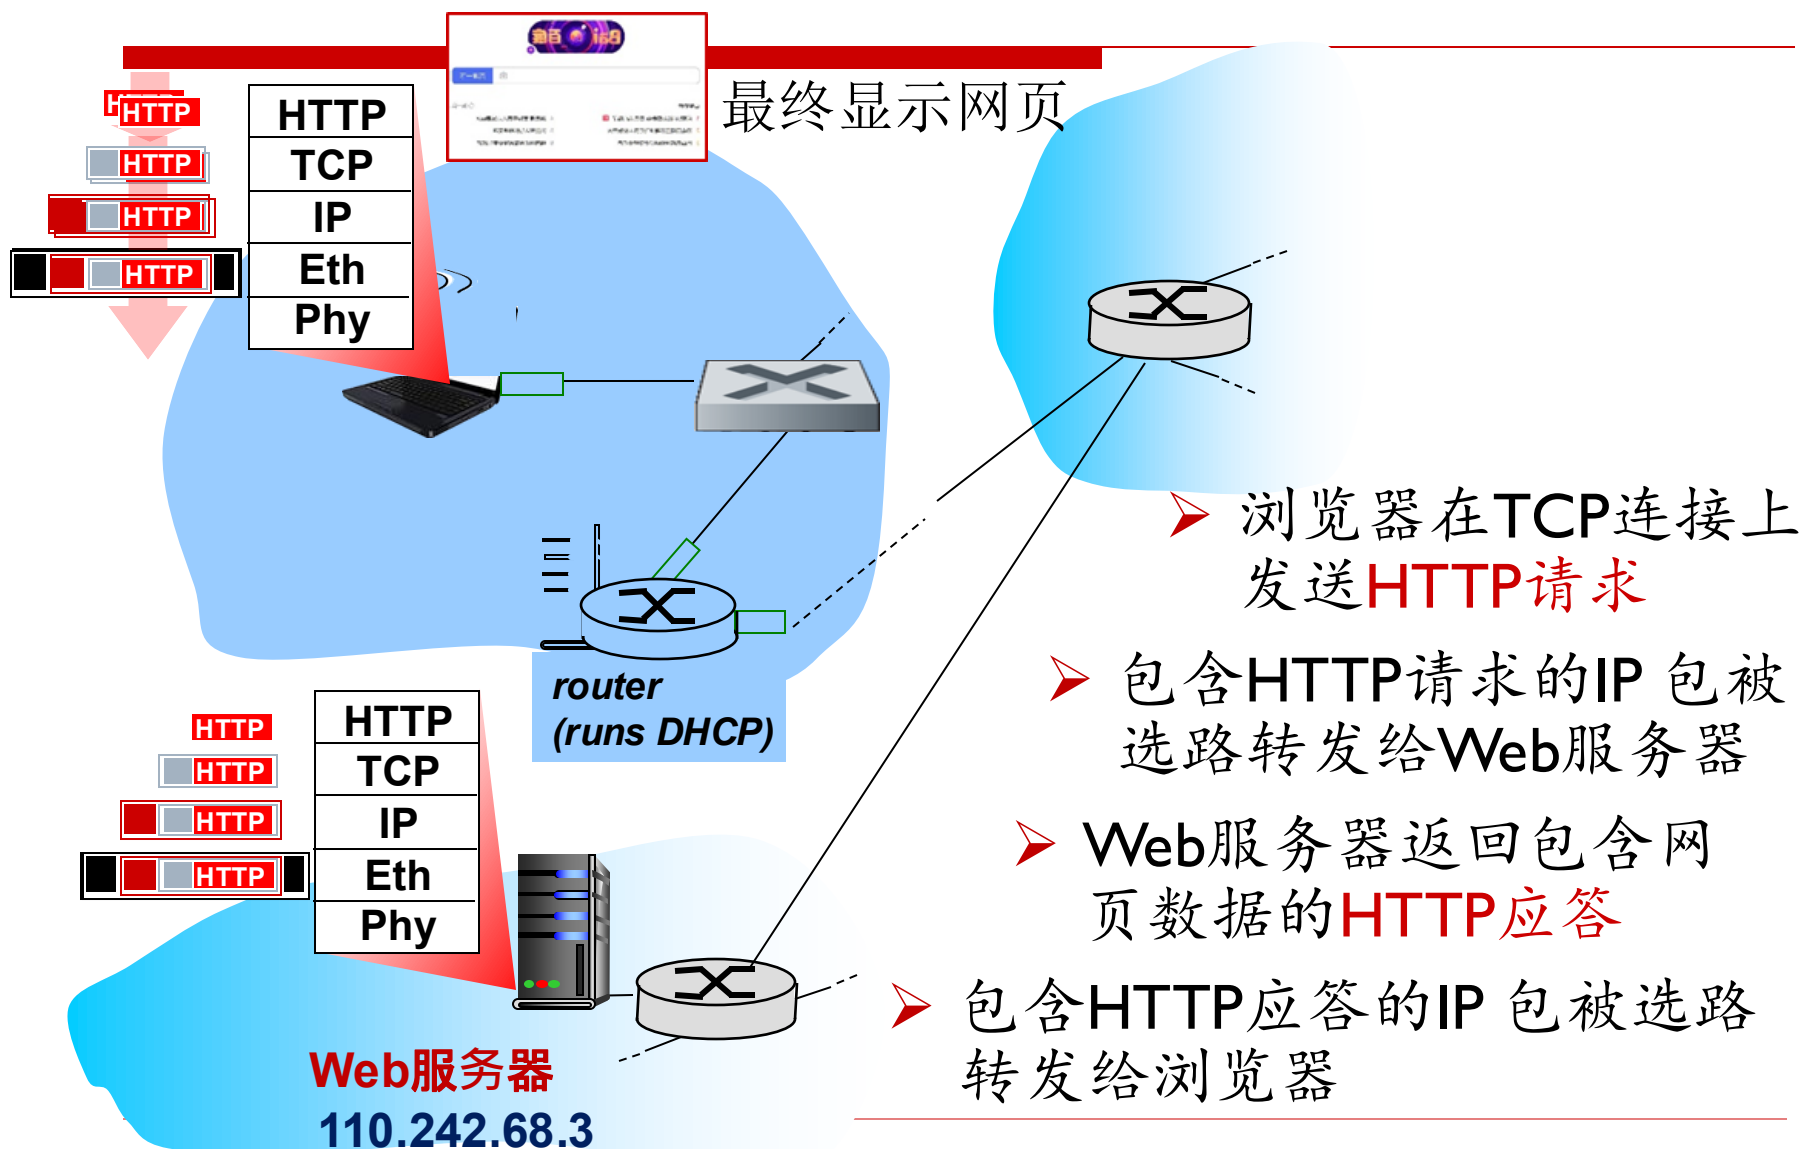 最终显示网页
HTTP
HTTP
HTTP
HTTP
HTTP
HTTP
TCP
IP
Eth
Phy
router
(runs DHCP)
HTTP
HTTP
HTTP
HTTP
HTTP
TCP
IP
Eth
Phy
Web服务器
110.242.68.3
浏览器在TCP连接上
发送HTTP请求
包含HTTP请求的IP 包被
选路转发给Web服务器
Web服务器返回包含网
页数据的HTTP应答
包含HTTP应答的IP 包被选路
转发给浏览器